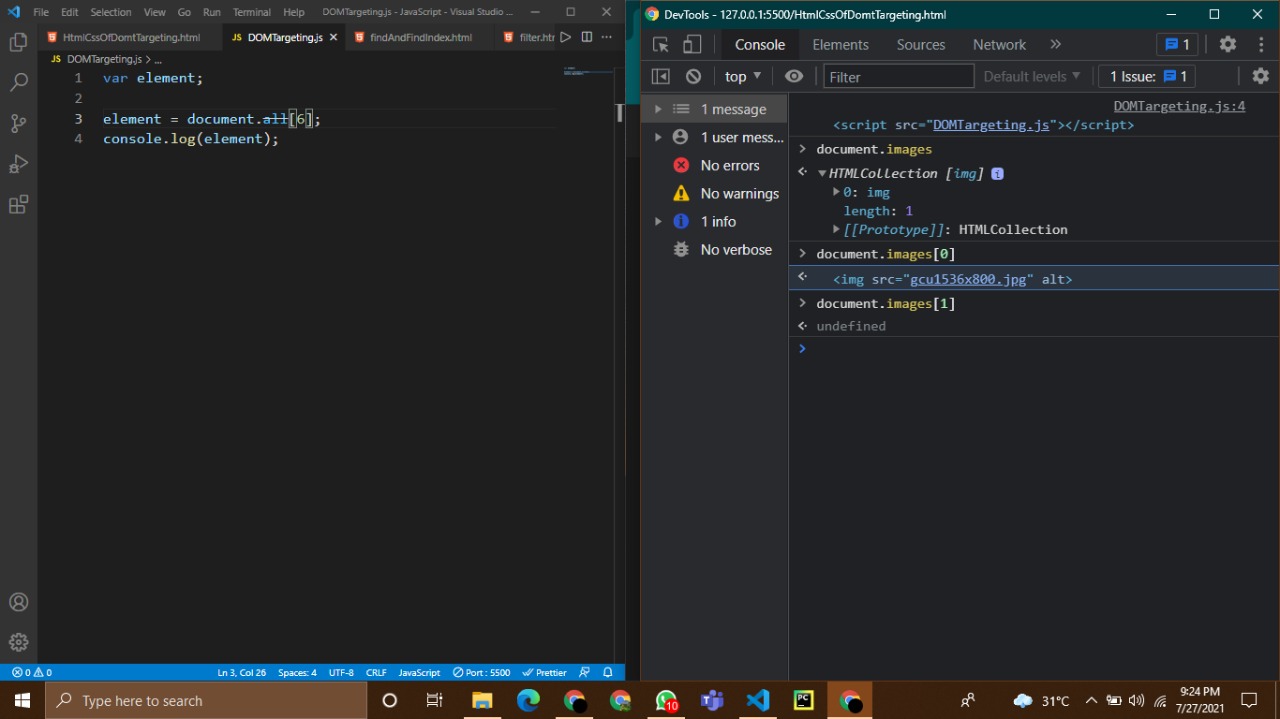 File Edit Selection View Go Run Terminal Help DOMTargeting.js - JavaScript - Visual Studio ...
HtmlCssOfDomtTargeting.html JS DOMTargeting.js findAndFindIndex.html filter.ht
JS DOMTargeting.js > ...
1 var element;
2
3 element = document.all[6];
4 console.log(element);
0 0 Ln 3, Col 26 Spaces: 4 UTF-8 CRLF JavaScript Port : 5500 Prettier
DevTools - 127.0.0.1:5500/HtmlCssOfDomtTargeting.html
Console Elements Sources Network » 1
top ▼ Filter Default levels ▼ 1 Issue: 1
1 message
1 user mess...
No errors
No warnings
1 info
No verbose
DOMTargeting.js:4
<script src="DOMTargeting.js"></script>
> document.images
HTMLCollection [img] i
0: img
length: 1
[[Prototype]]: HTMLCollection
> document.images[0]
<img src="gcu1536x800.jpg" alt>
> document.images[1]
undefined
>
Type here to search 10 PC 31°C 9:24 PM
7/27/2021